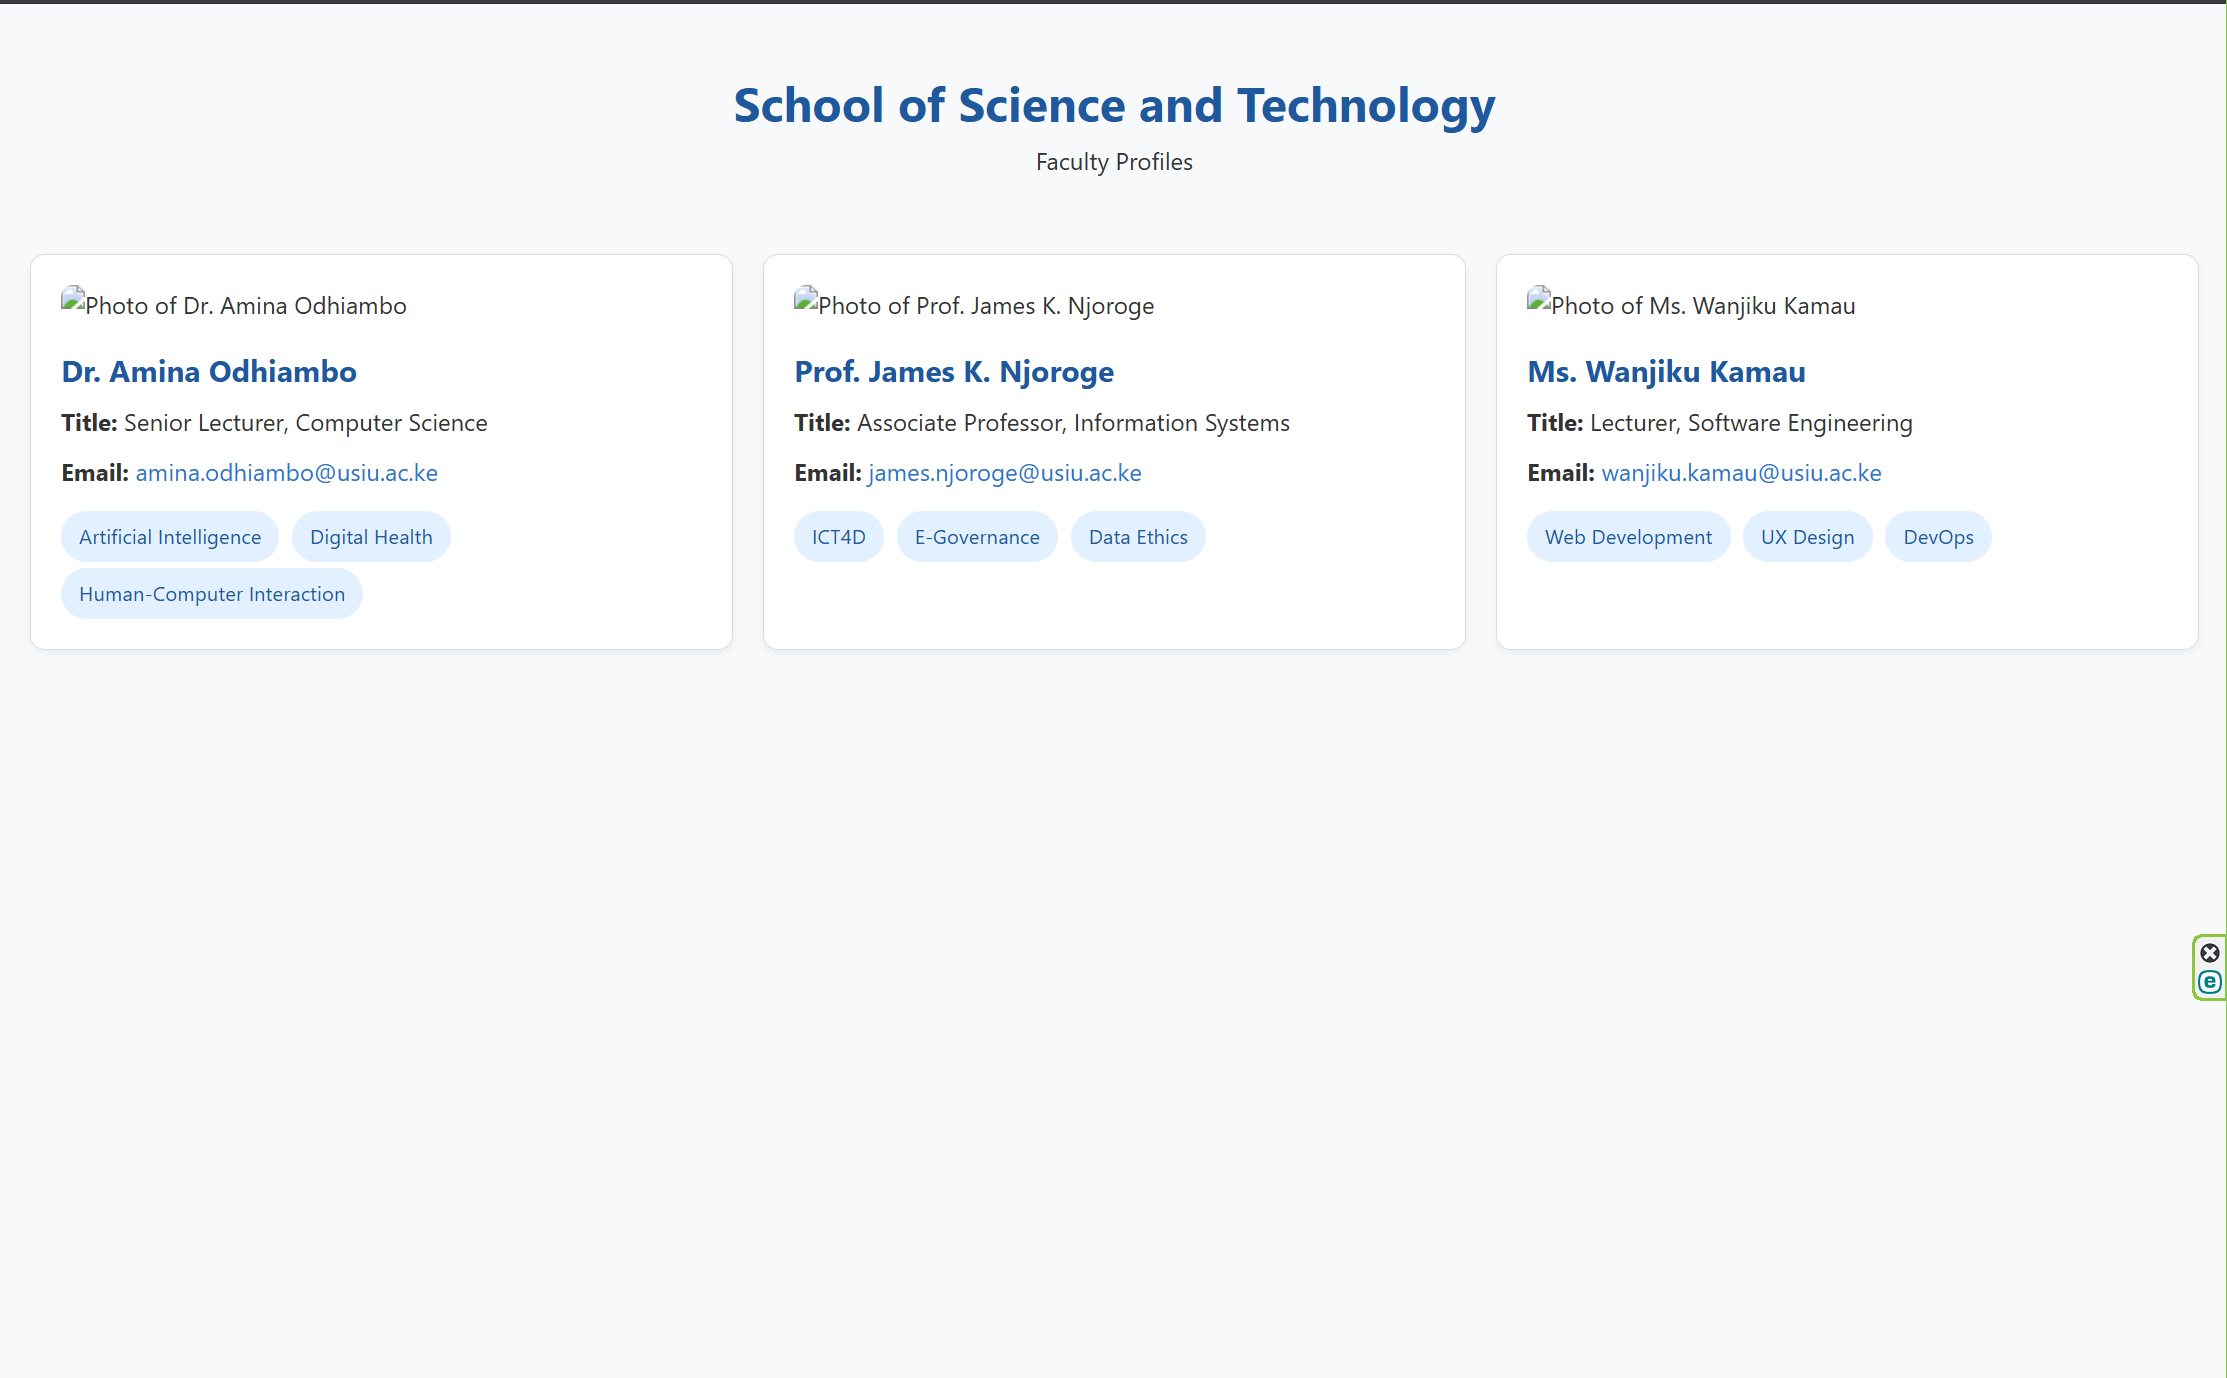 School of Science and Technology
Faculty Profiles
Photo of Dr. Amina Odhiambo
Dr. Amina Odhiambo
Title: Senior Lecturer, Computer Science
Email: amina.odhiambo@usiu.ac.ke
Artificial Intelligence
Digital Health
Human-Computer Interaction
Photo of Prof. James K. Njoroge
Prof. James K. Njoroge
Title: Associate Professor, Information Systems
Email: james.njoroge@usiu.ac.ke
ICT4D
E-Governance
Data Ethics
Photo of Ms. Wanjiku Kamau
Ms. Wanjiku Kamau
Title: Lecturer, Software Engineering
Email: wanjiku.kamau@usiu.ac.ke
Web Development
UX Design
DevOps
e